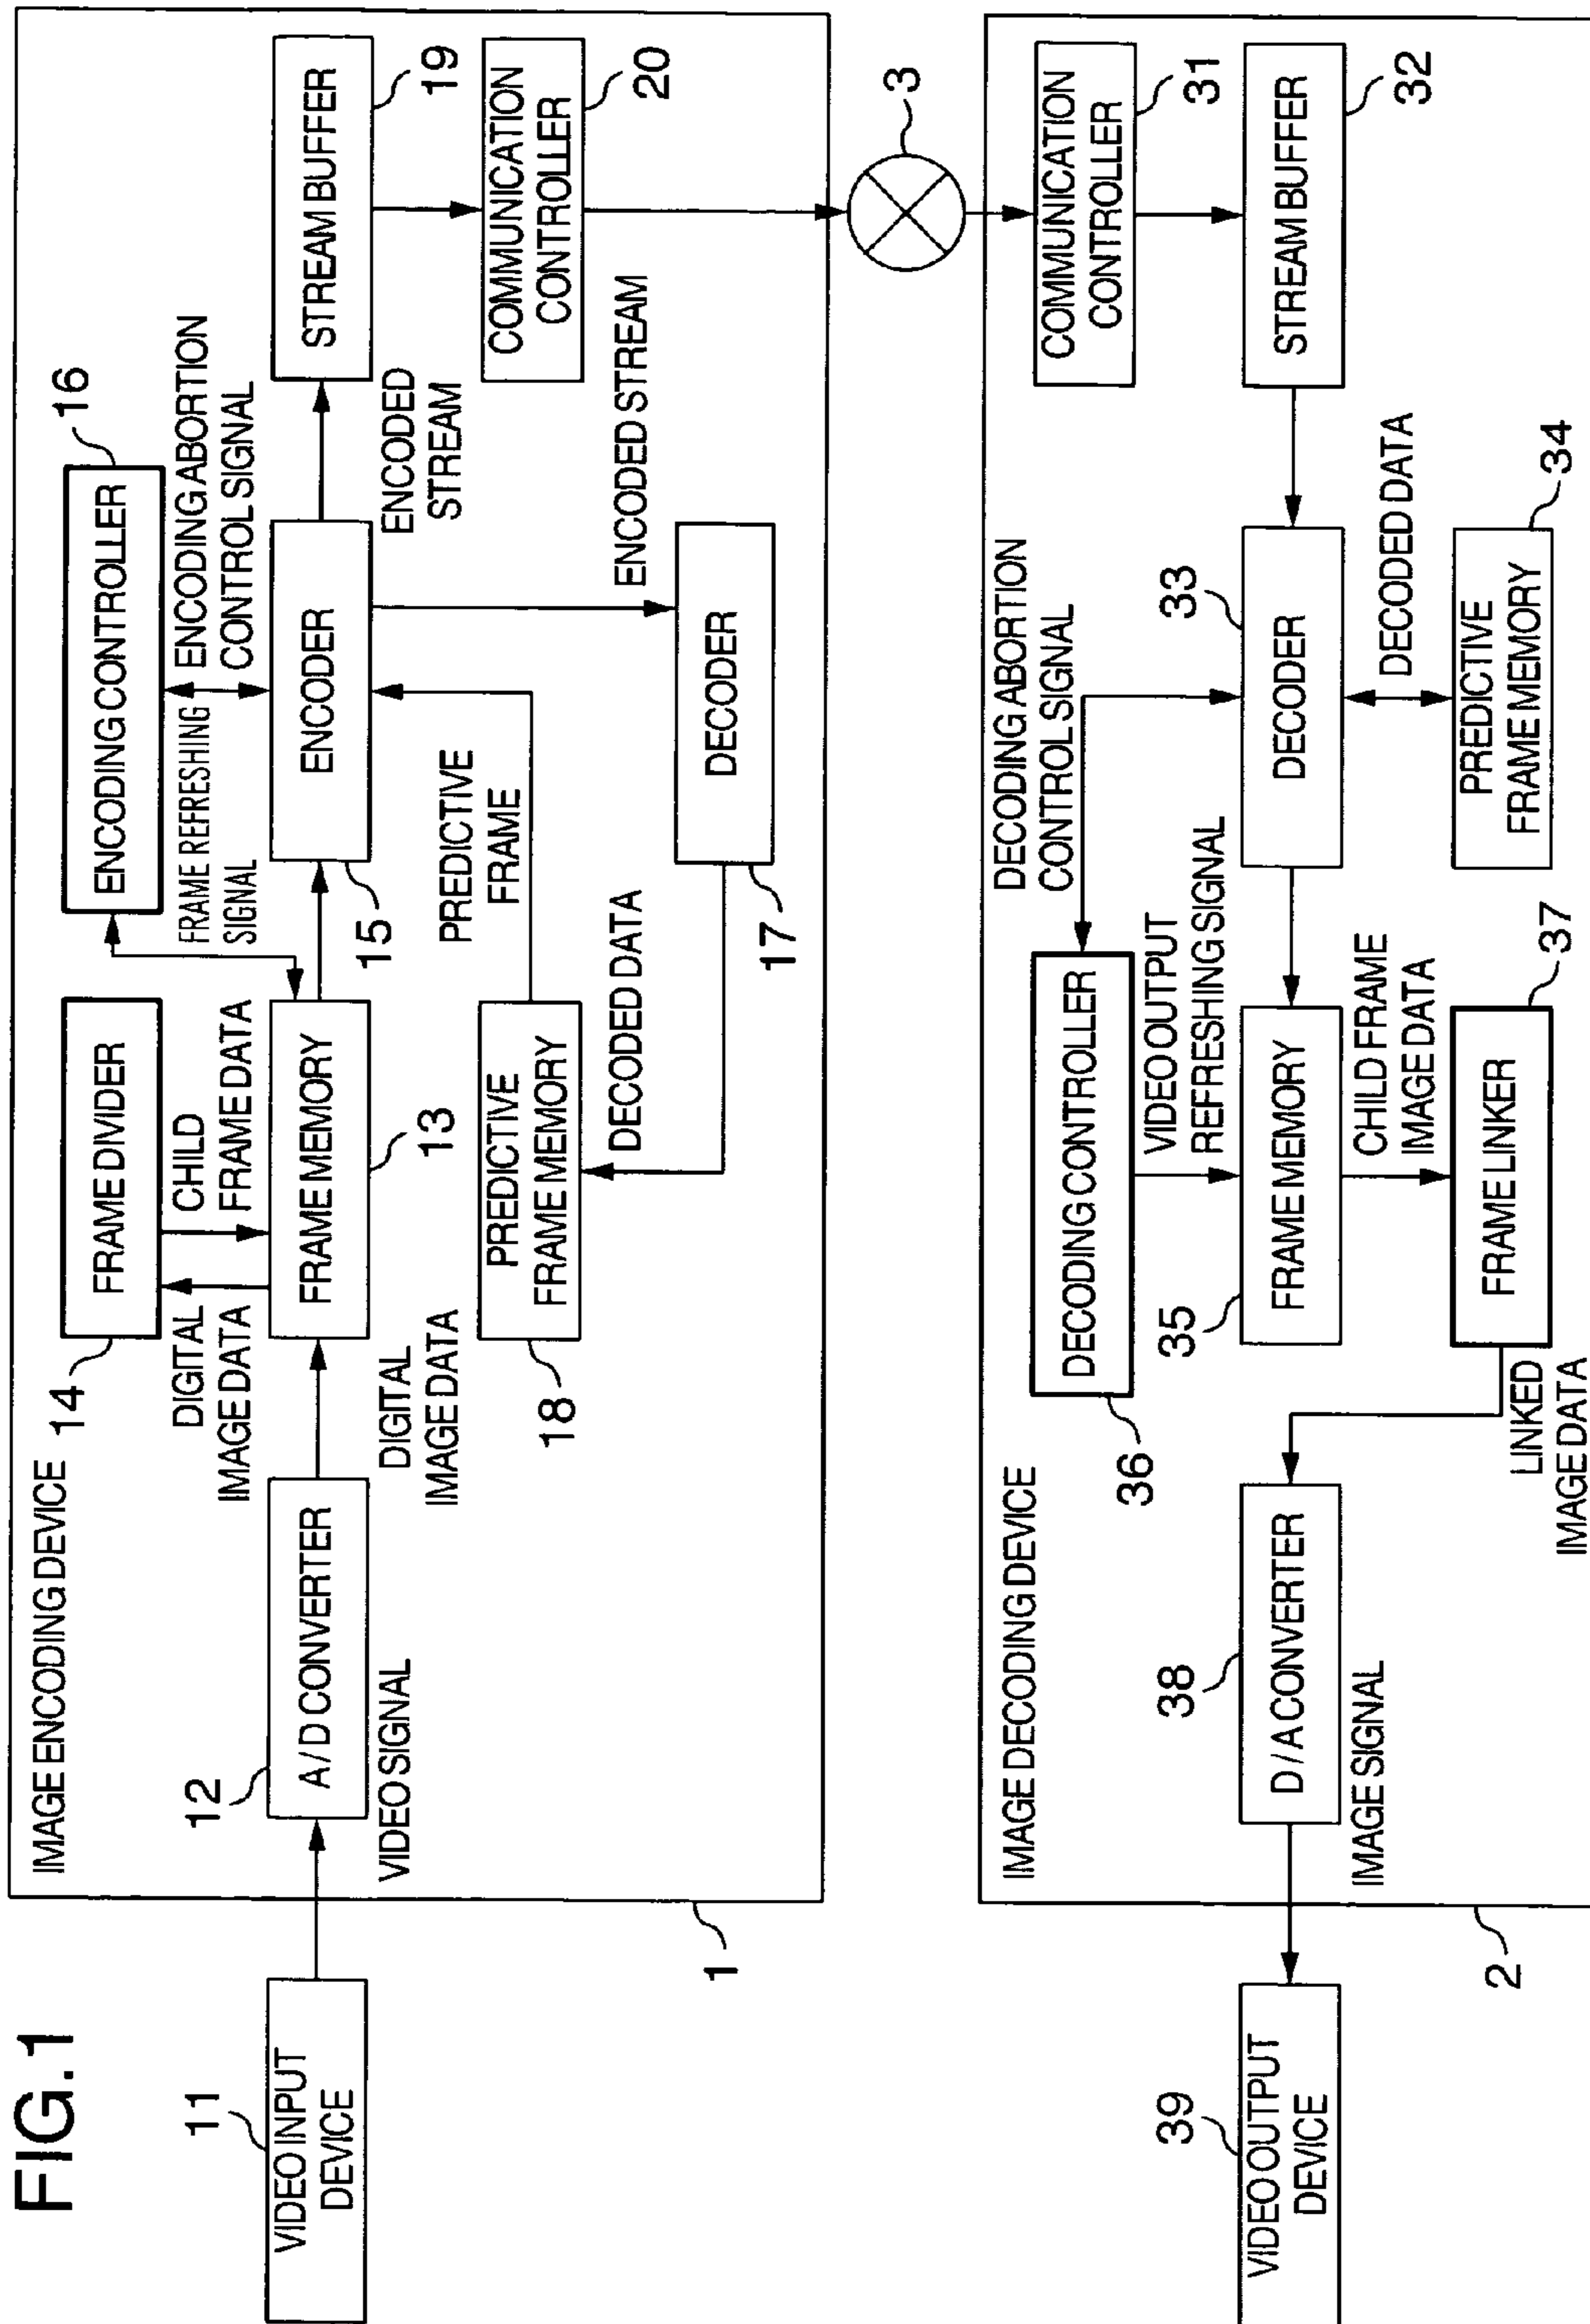 FIG.1
IMAGE ENCODING DEVICE
11
VIDEO INPUT
DEVICE
12
A/D CONVERTER
VIDEO SIGNAL
14
FRAME DIVIDER
DIGITAL
IMAGE DATA
CHILD
FRAME DATA
FRAME MEMORY
13
DIGITAL
IMAGE DATA
16
ENCODING CONTROLLER
FRAME REFRESHING
SIGNAL
ENCODING ABORTION
CONTROL SIGNAL
15
ENCODER
ENCODED
STREAM
STREAM BUFFER
19
COMMUNICATION
CONTROLLER
20
PREDICTIVE
FRAME
PREDICTIVE
FRAME MEMORY
18
DECODED DATA
ENCODED STREAM
DECODER
17
1
3
IMAGE DECODING DEVICE
COMMUNICATION
CONTROLLER
31
STREAM BUFFER
32
DECODING ABORTION
CONTROL SIGNAL
33
DECODER
DECODED DATA
PREDICTIVE
FRAME MEMORY
34
DECODING CONTROLLER
36
VIDEO OUTPUT
REFRESHING SIGNAL
35
FRAME MEMORY
CHILD FRAME
IMAGE DATA
FRAME LINKER
37
LINKED
IMAGE DATA
38
D/A CONVERTER
IMAGE SIGNAL
39
VIDEO OUTPUT
DEVICE
2